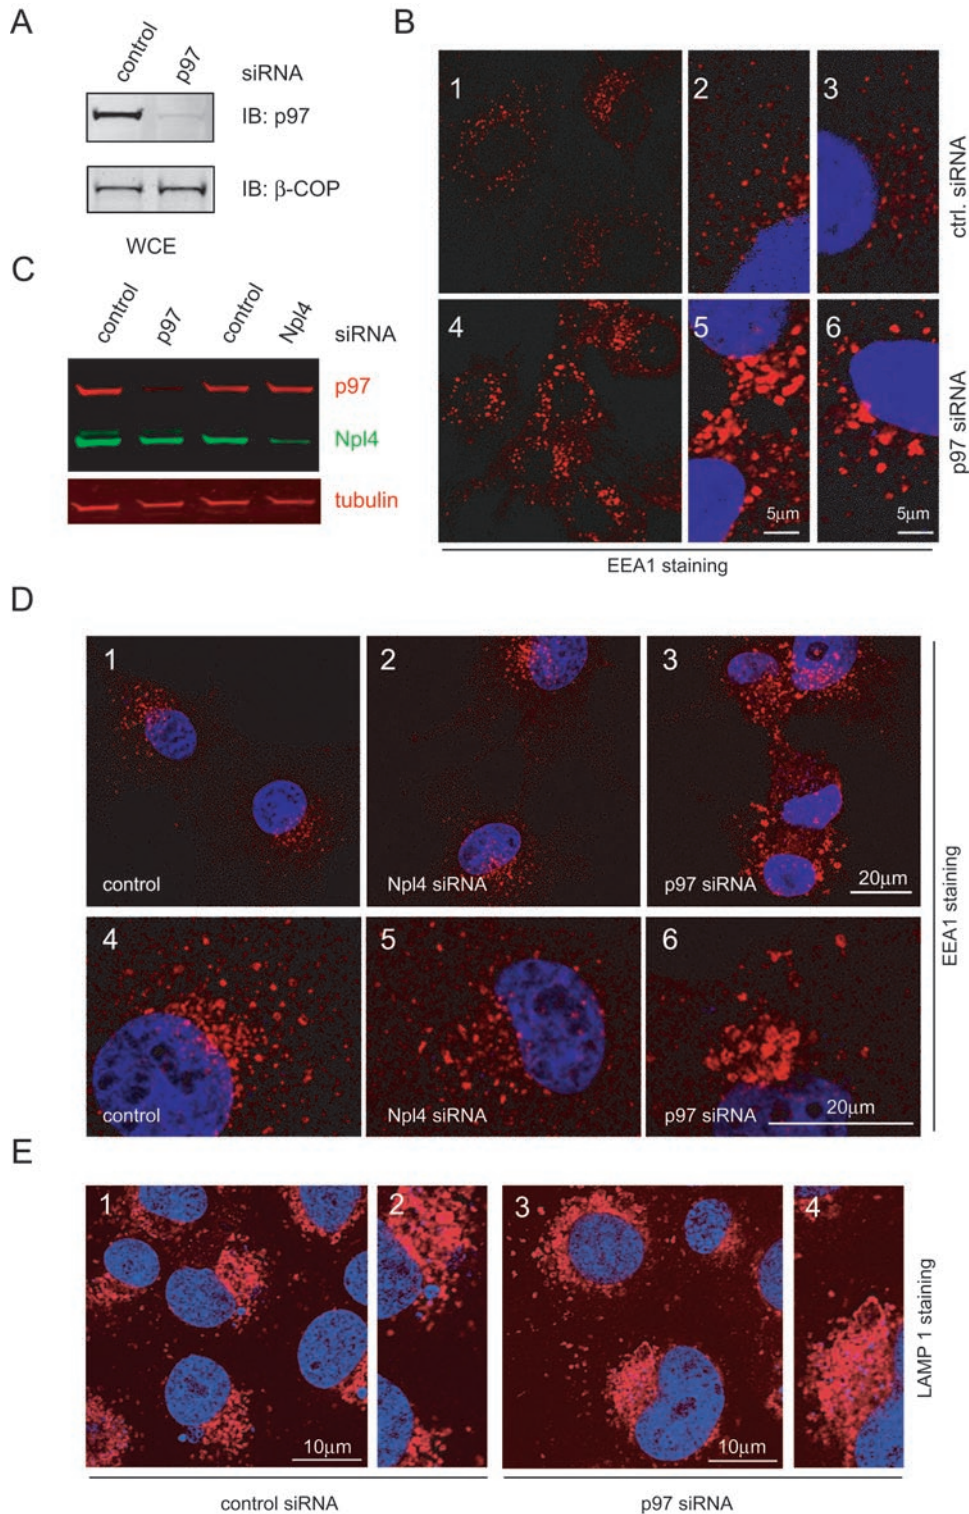 A
control
p97
siRNA
IB: p97
IB: β-COP
WCE
B
1
2
3
ctrl. siRNA
4
5
6
p97 siRNA
5μm
5μm
EEA1 staining
C
control
p97
control
Npl4
siRNA
p97
Npl4
tubulin
D
1
2
3
control
Npl4 siRNA
p97 siRNA
20μm
4
5
6
control
Npl4 siRNA
p97 siRNA
20μm
EEA1 staining
E
1
2
3
4
10μm
10μm
LAMP 1 staining
control siRNA
p97 siRNA